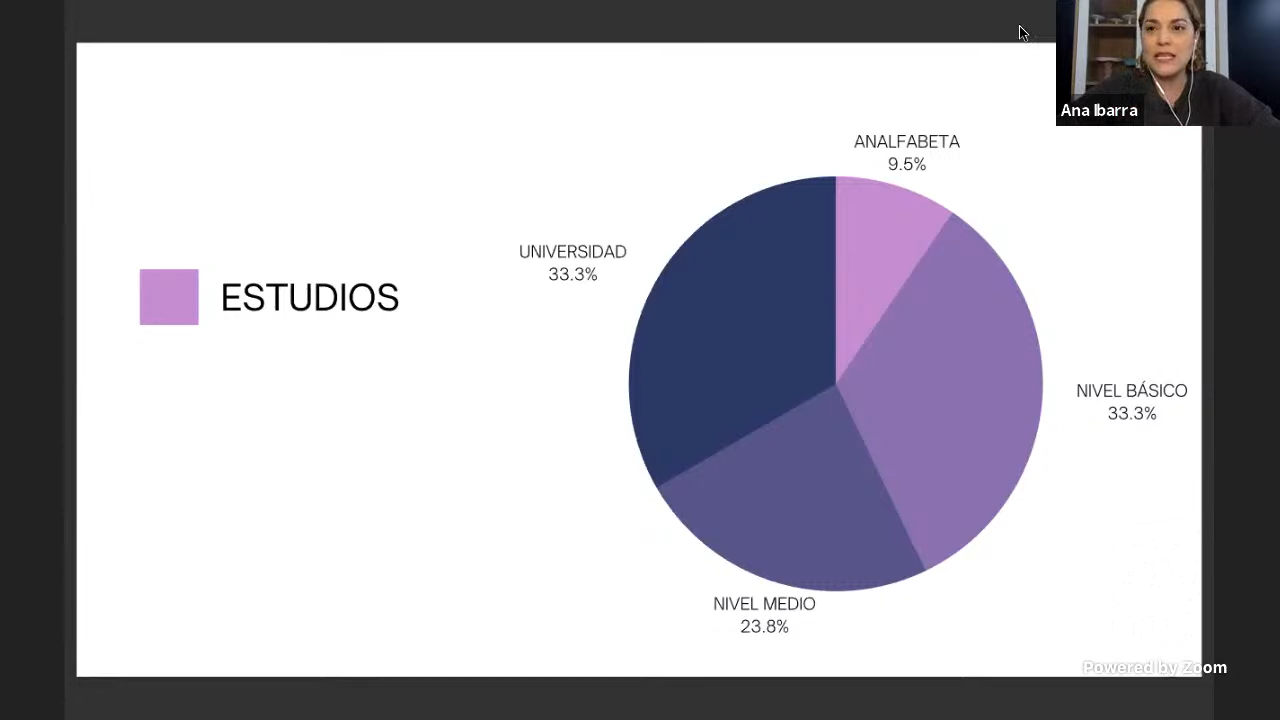 Ana Ibarra
ANALFABETA
9.5%
UNIVERSIDAD
33.3%
ESTUDIOS
NIVEL BÁSICO
33.3%
NIVEL MEDIO
23.8%
Powered by Zoom